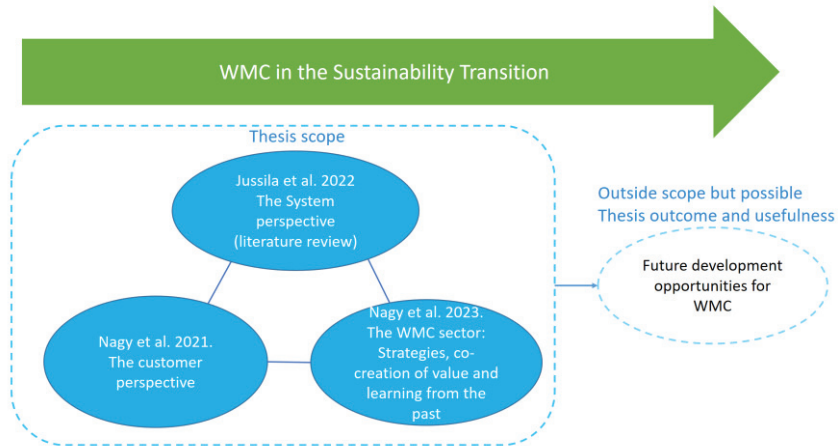 WMC in the Sustainability Transition
Thesis scope
Jussila et al. 2022
The System
perspective
(literature review)
Nagy et al. 2021.
The customer
perspective
Nagy et al. 2023.
The WMC sector:
Strategies, co-
creation of value and
learning from the
past
Outside scope but possible
Thesis outcome and usefulness
Future development
opportunities for
WMC